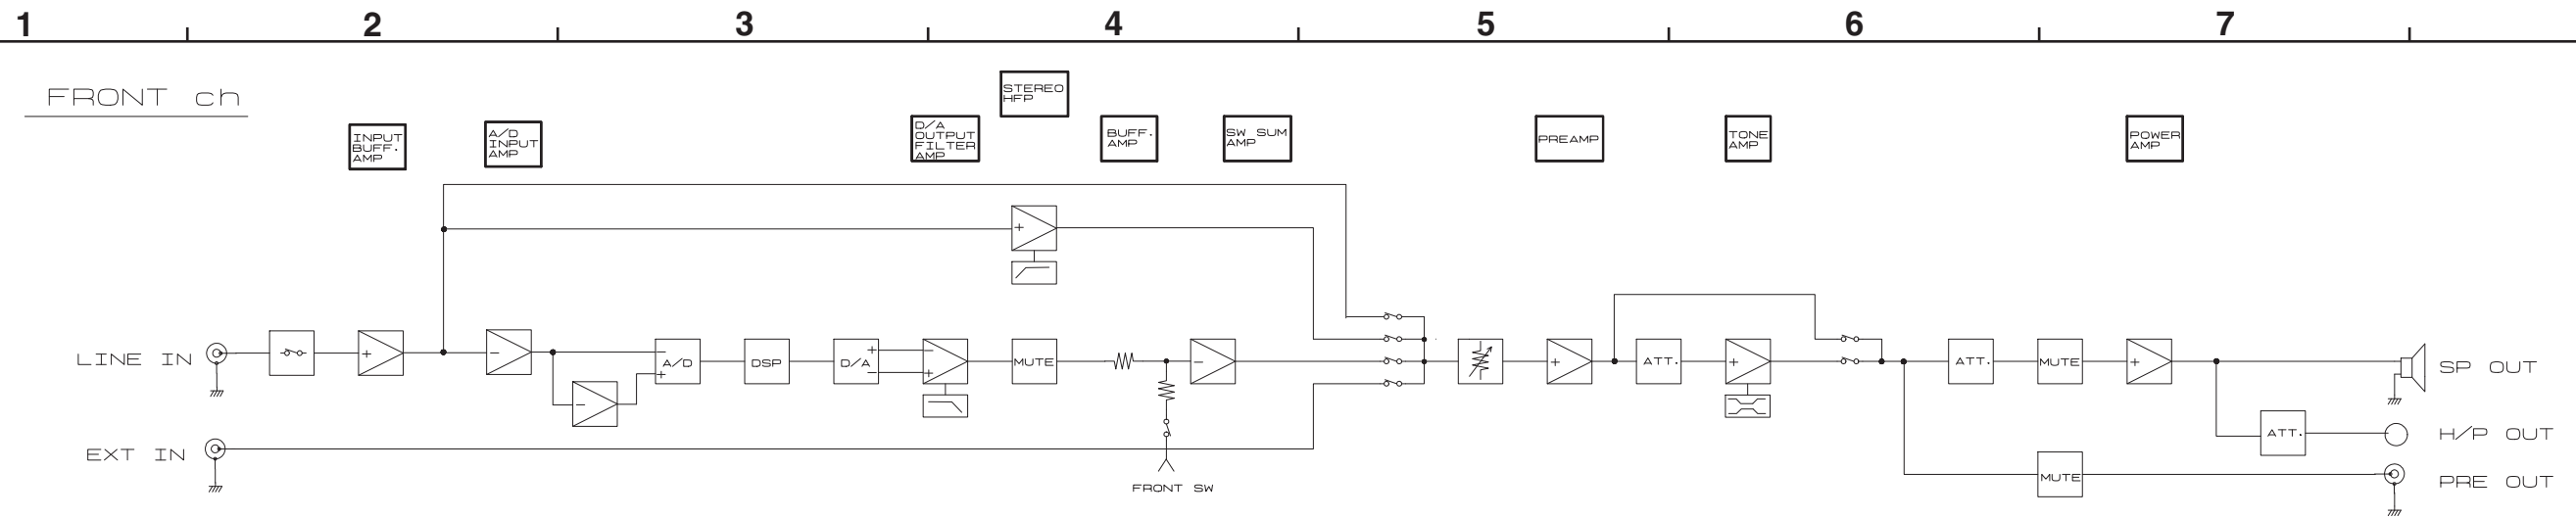 1 2 3 4 5 6 7
FRONT ch
STEREO
HFP
INPUT
BUFF.
AMP
A/D
INPUT
AMP
D/A
OUTPUT
FILTER
AMP
BUFF.
AMP
SW SUM
AMP
PREAMP
TONE
AMP
POWER
AMP
LINE IN
+
−
−
− A/D
+
DSP
D/A +
−
−
+
+
MUTE
−
+
ATT.
+
ATT.
MUTE
+
SP OUT
ATT.
H/P OUT
EXT IN
FRONT SW
MUTE
PRE OUT